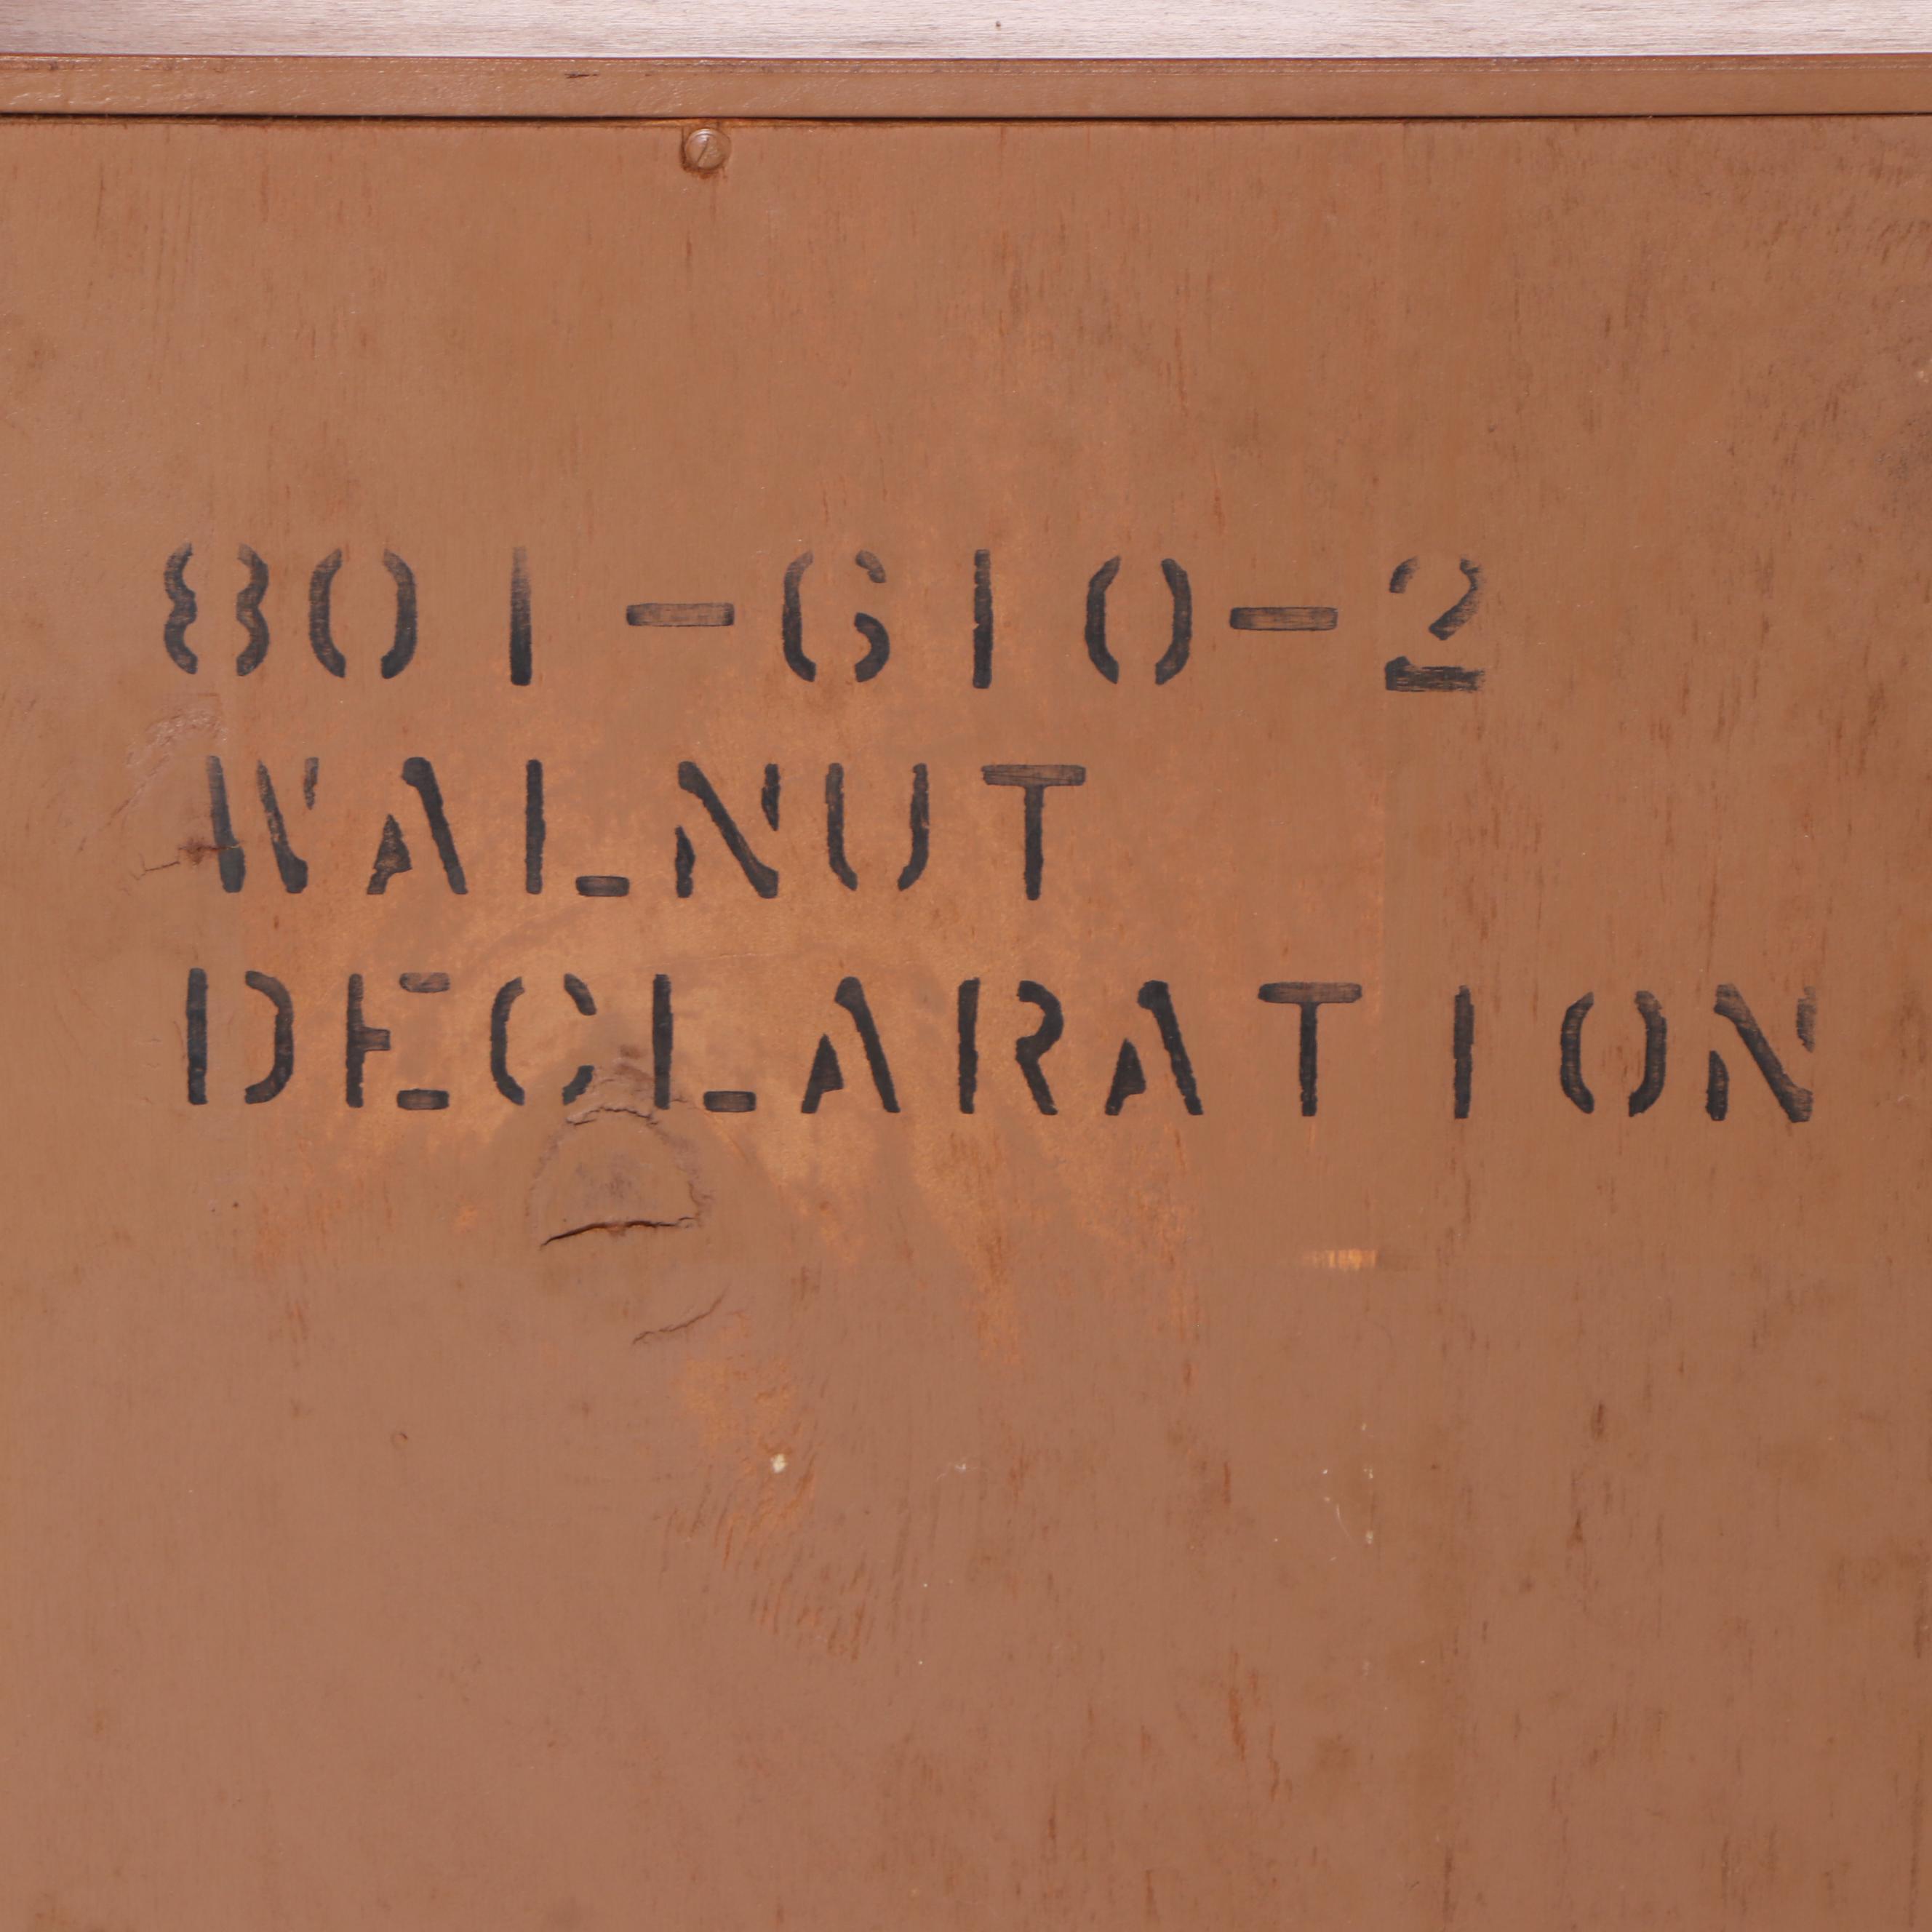 801-610-2
WALNUT
DECLARATION